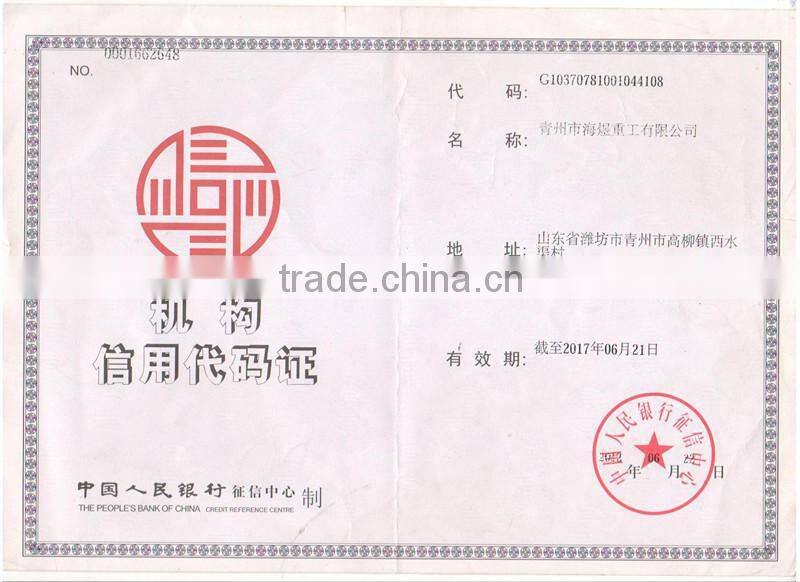 0001662648
NO.
机 构
信用代码证
中国人民银行 征信中心 制
THE PEOPLE'S BANK OF CHINA CREDIT REFERENCE CENTRE
代 码: G10370781001044108
名 称: 青州市海煜重工有限公司
地 址: 山东省潍坊市青州市高柳镇西水
渠村
trade.china.cn
有 效 期: 截至2017年06月21日
中国人民银行征信中心
年 06 月 日